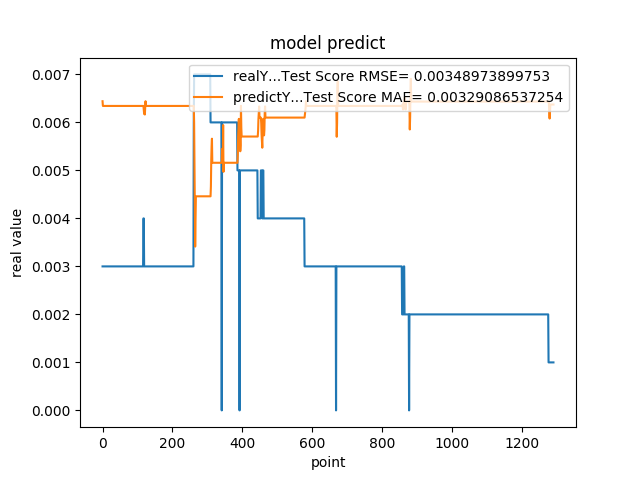 model predict
realY...Test Score RMSE= 0.00348973899753
predictY...Test Score MAE= 0.00329086537254
0.007
0.006
0.005
0.004
0.003
0.002
0.001
0.000
real value
0 200 400 600 800 1000 1200
point